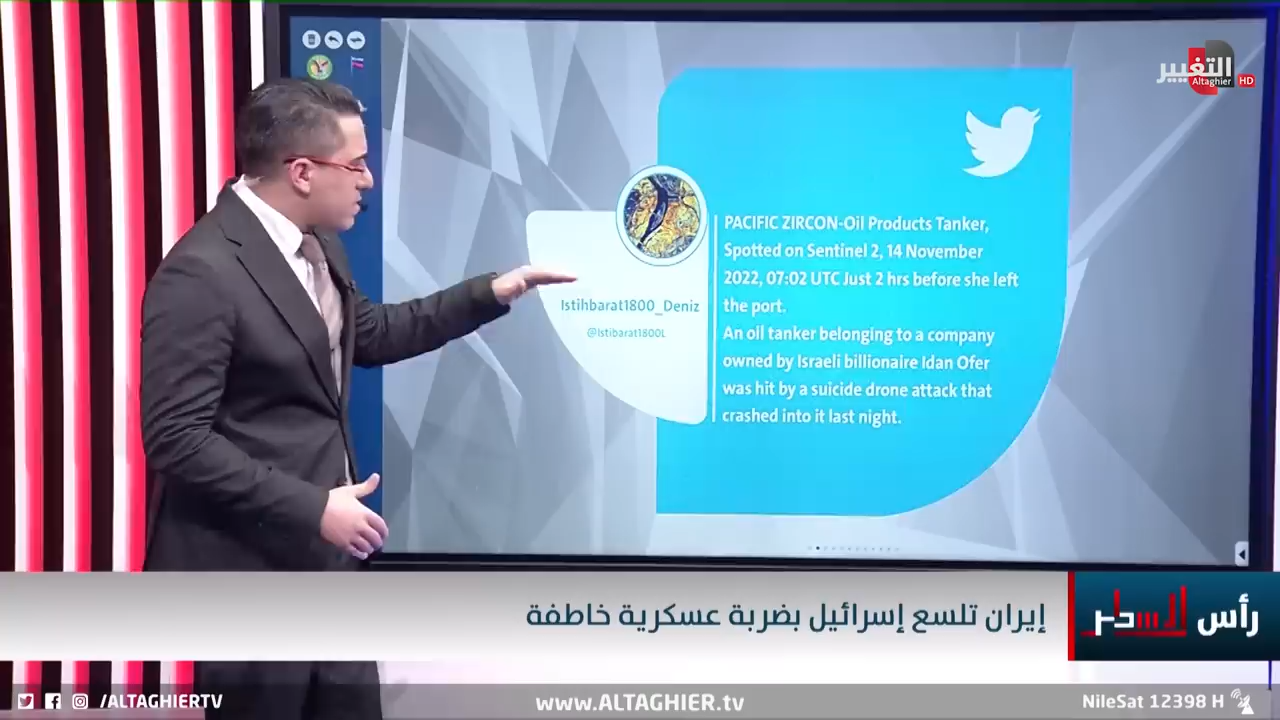 التغيير
Altaghier HD
PACIFIC ZIRCON-Oil Products Tanker,
Spotted on Sentinel 2, 14 November
2022, 07:02 UTC Just 2 hrs before she left
the port.
An oil tanker belonging to a company
owned by Israeli billionaire Idan Ofer
was hit by a suicide drone attack that
crashed into it last night.
Istihbarat1800_Deniz
@Istibarat1800L
إيران تلسع إسرائيل بضربة عسكرية خاطفة
رأس السطر
/ALTAGHIERTV
www.ALTAGHIER.tv
NileSat 12398 H